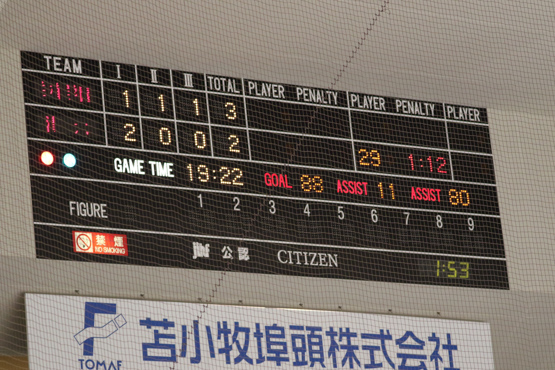 TEAM I II III TOTAL PLAYER PENALTY PLAYER PENALTY PLAYER
1 1 1 3
2 0 0 2 29 1:12
GAME TIME 19:22 GOAL 88 ASSIST 11 ASSIST 80
FIGURE 1 2 3 4 5 6 7 8 9
禁煙 NO SMOKING jihf 公認 CITIZEN 1:53
TOMAF 苫小牧埠頭株式会社